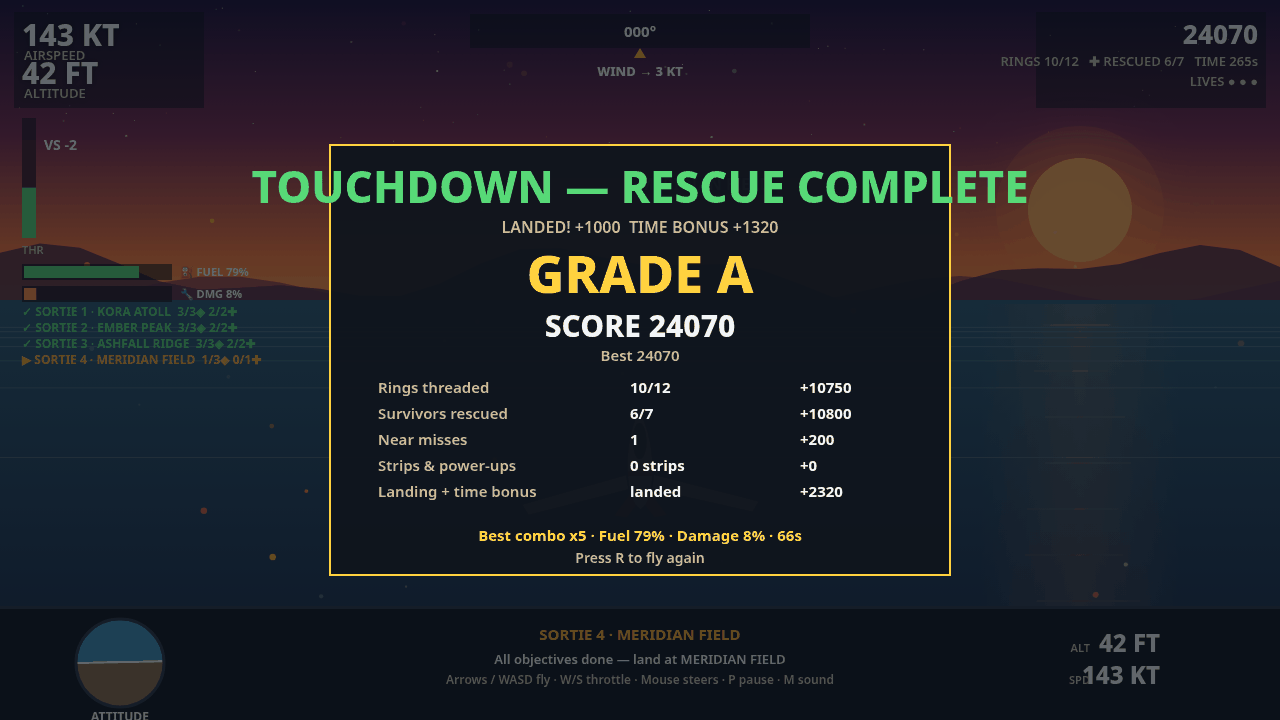 143 KT
AIRSPEED
42 FT
ALTITUDE
000°
WIND → 3 KT
24070
RINGS 10/12 ✚ RESCUED 6/7 TIME 265s
LIVES ● ● ●
VS -2
THR
FUEL 79%
🔧 DMG 8%
✓ SORTIE 1 · KORA ATOLL 3/3◆ 2/2✚
✓ SORTIE 2 · EMBER PEAK 3/3◆ 2/2✚
✓ SORTIE 3 · ASHFALL RIDGE 3/3◆ 2/2✚
▶ SORTIE 4 · MERIDIAN FIELD 1/3◆ 0/1✚
TOUCHDOWN — RESCUE COMPLETE
LANDED! +1000 TIME BONUS +1320
GRADE A
SCORE 24070
Best 24070
Rings threaded 10/12 +10750
Survivors rescued 6/7 +10800
Near misses 1 +200
Strips & power-ups 0 strips +0
Landing + time bonus landed +2320
Best combo x5 · Fuel 79% · Damage 8% · 66s
Press R to fly again
ATTITUDE
SORTIE 4 · MERIDIAN FIELD
All objectives done — land at MERIDIAN FIELD
Arrows / WASD fly · W/S throttle · Mouse steers · P pause · M sound
ALT 42 FT
SPD 143 KT